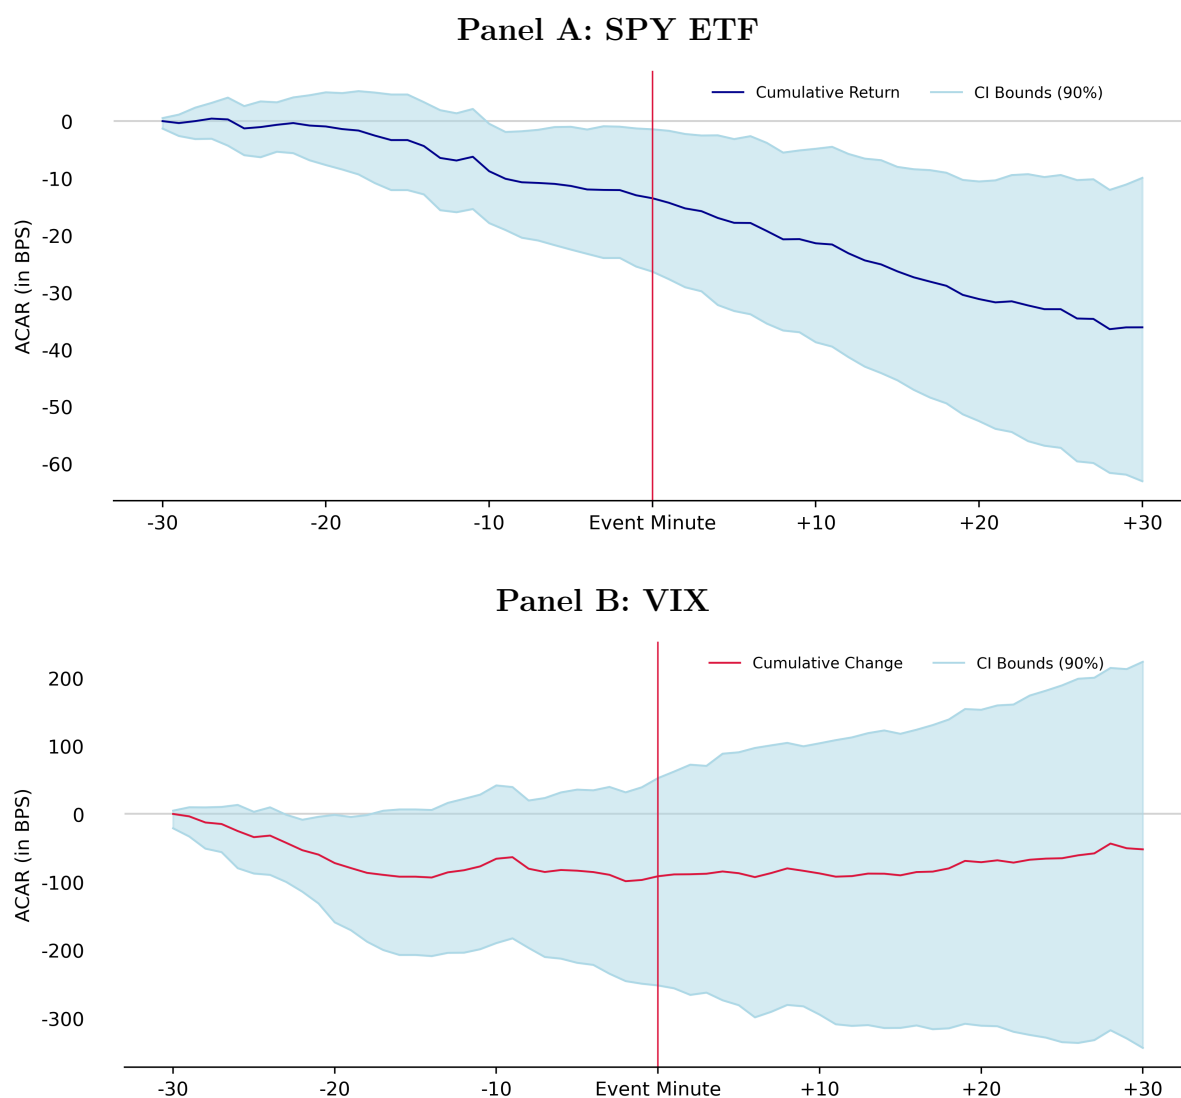 Panel A: SPY ETF
Cumulative Return CI Bounds (90%)
ACAR (in BPS)
0
-10
-20
-30
-40
-50
-60
-30 -20 -10 Event Minute +10 +20 +30
Panel B: VIX
Cumulative Change CI Bounds (90%)
ACAR (in BPS)
200
100
0
-100
-200
-300
-30 -20 -10 Event Minute +10 +20 +30